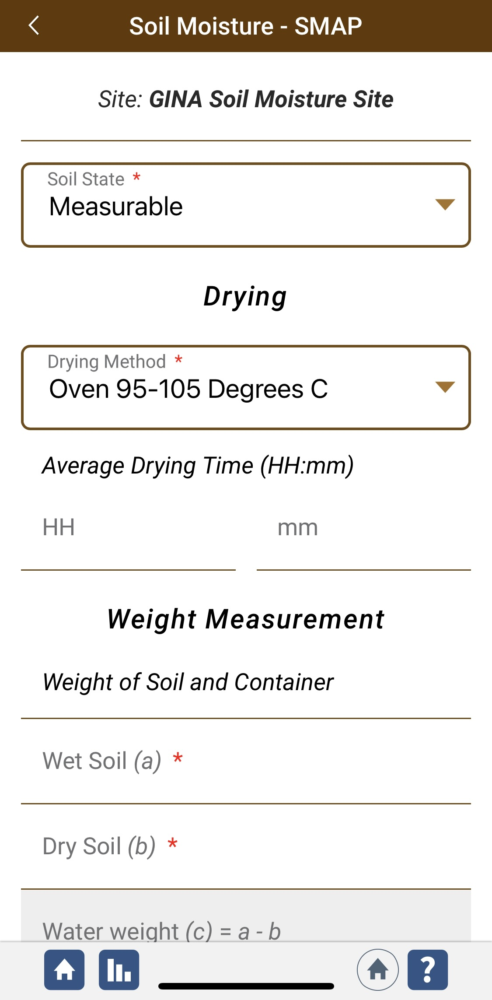 Soil Moisture - SMAP
Site: GINA Soil Moisture Site
Soil State *
Measurable
Drying
Drying Method *
Oven 95-105 Degrees C
Average Drying Time (HH:mm)
HH mm
Weight Measurement
Weight of Soil and Container
Wet Soil (a) *
Dry Soil (b) *
Water weight (c) = a - b
?